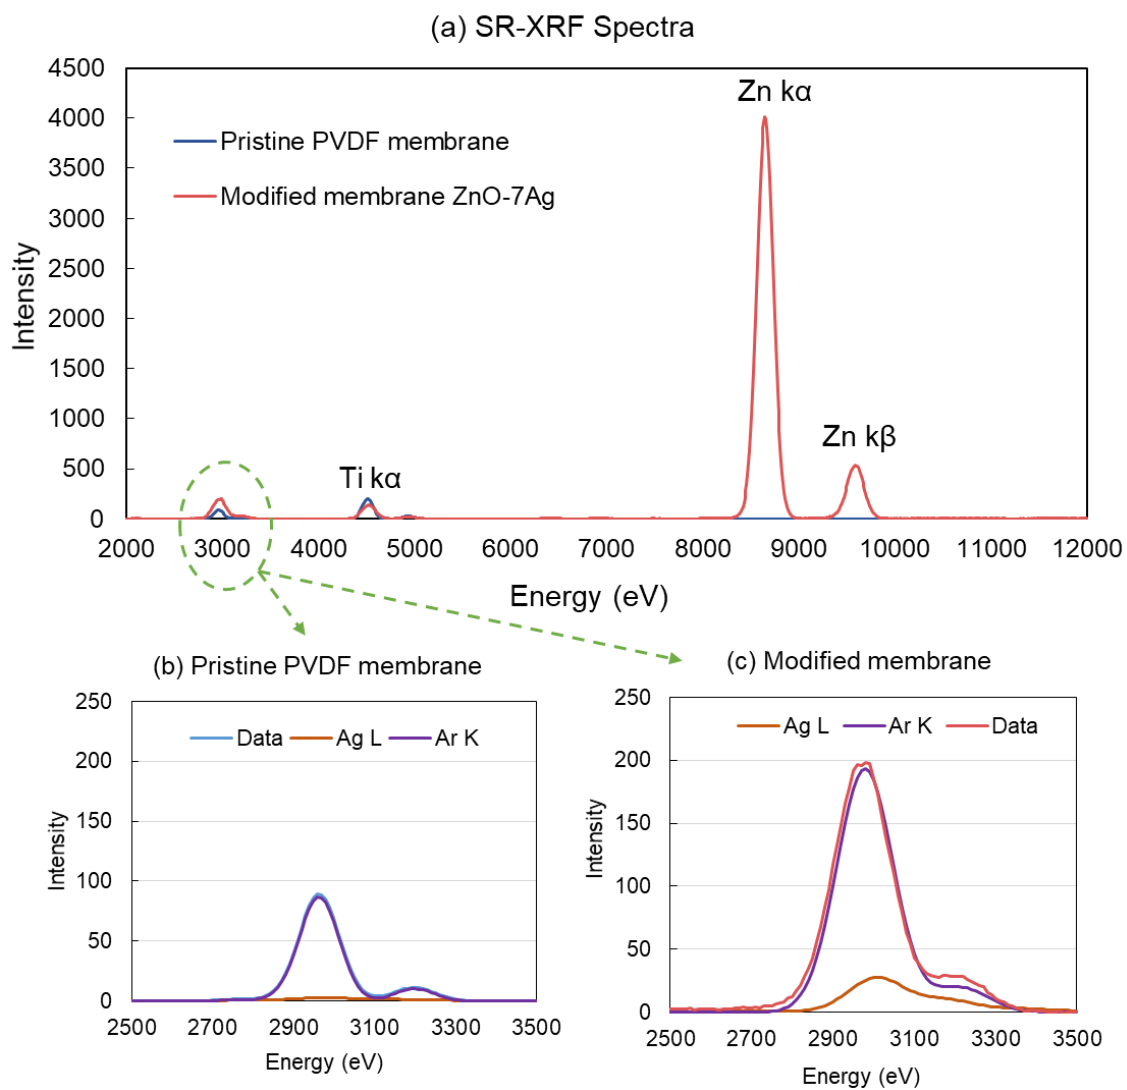 (a) SR-XRF Spectra
4500
4000
3500
3000
2500
2000
1500
1000
500
0
Intensity
Pristine PVDF membrane
Modified membrane ZnO-7Ag
Zn kα
Zn kβ
Ti kα
2000 3000 4000 5000 6000 7000 8000 9000 10000 11000 12000
Energy (eV)
(b) Pristine PVDF membrane
250
200
150
100
50
0
Intensity
Data Ag L Ar K
2500 2700 2900 3100 3300 3500
Energy (eV)
(c) Modified membrane
250
200
150
100
50
0
Intensity
Ag L Ar K Data
2500 2700 2900 3100 3300 3500
Energy (eV)